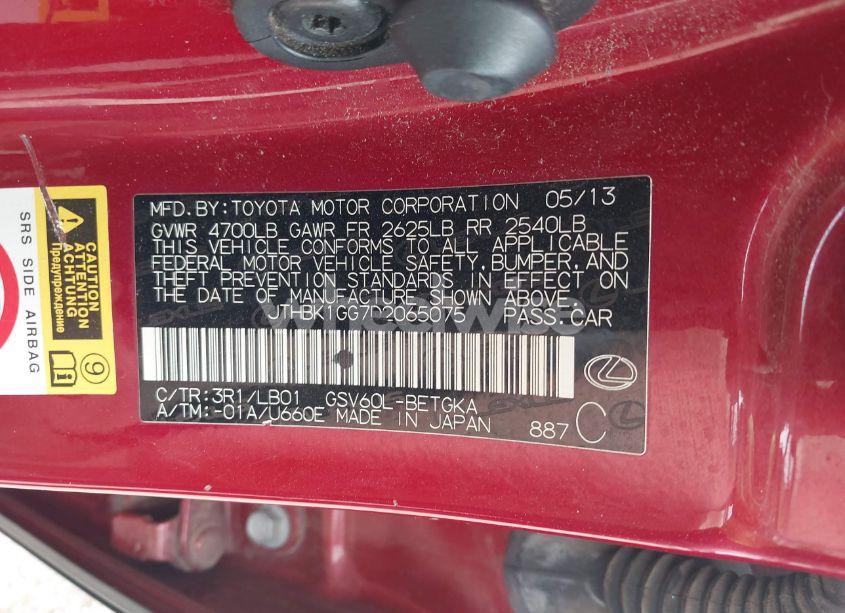 MFD.BY:TOYOTA MOTOR CORPORATION 05/13
GVWR 4700LB GAWR FR 2625LB RR 2540LB
THIS VEHICLE CONFORMS TO ALL APPLICABLE
FEDERAL MOTOR VEHICLE SAFETY, BUMPER, AND
THEFT PREVENTION STANDARDS IN EFFECT ON
THE DATE OF MANUFACTURE SHOWN ABOVE.
JTHBK1GG7D2065075 PASS.CAR
C/TR:3R1/LB01 GSV60L-BETGKA
A/TM:-01A/U660E MADE IN JAPAN 887 C
SRS SIDE AIRBAG
CAUTION
ATTENTION
ACHTUNG
Предупреждение
9